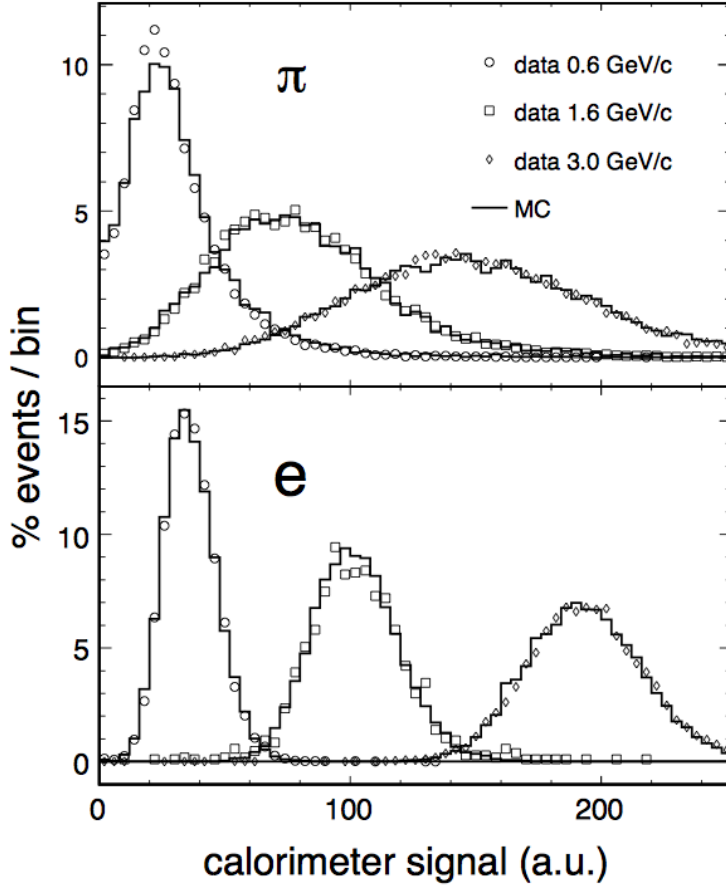 10
5
0
π
data 0.6 GeV/c
data 1.6 GeV/c
data 3.0 GeV/c
MC
% events / bin
15
10
5
0
e
0 100 200
calorimeter signal (a.u.)